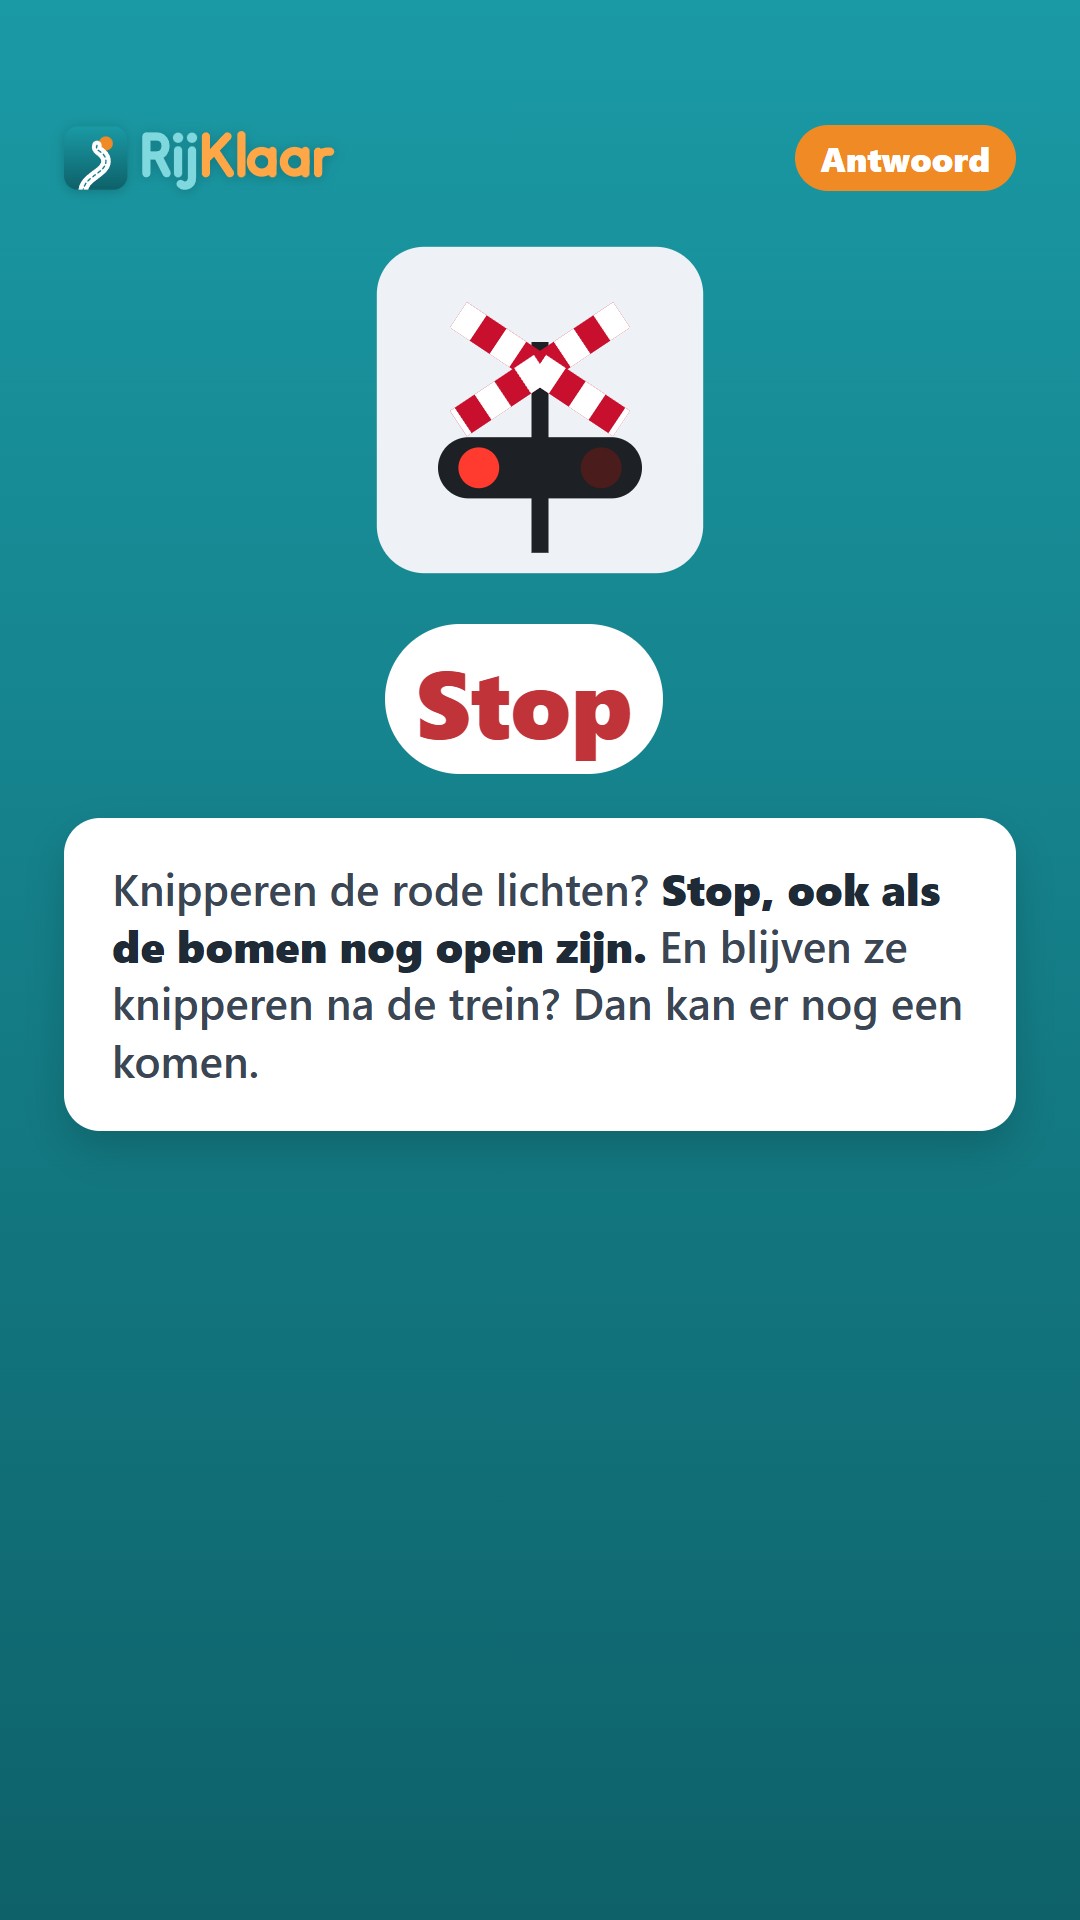 RijKlaar
Antwoord
Stop
Knipperen de rode lichten? Stop, ook als
de bomen nog open zijn. En blijven ze
knipperen na de trein? Dan kan er nog een
komen.